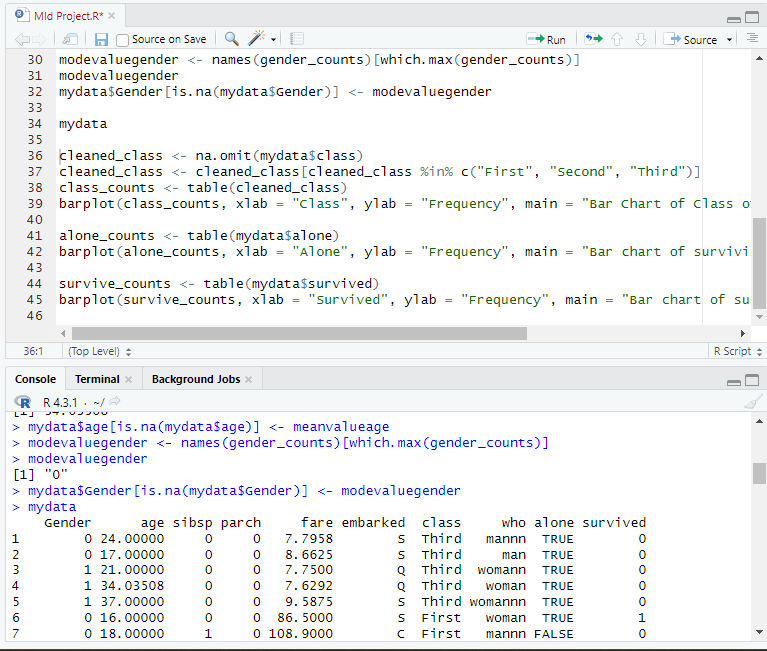 Mid Project.R*
Source on Save Run Source
30 modevaluegender <- names(gender_counts)[which.max(gender_counts)]
31 modevaluegender
32 mydata$Gender[is.na(mydata$Gender)] <- modevaluegender
33
34 mydata
35
36 cleaned_class <- na.omit(mydata$class)
37 cleaned_class <- cleaned_class[cleaned_class %in% c("First", "Second", "Third")]
38 class_counts <- table(cleaned_class)
39 barplot(class_counts, xlab = "Class", ylab = "Frequency", main = "Bar Chart of Class o
40
41 alone_counts <- table(mydata$alone)
42 barplot(alone_counts, xlab = "Alone", ylab = "Frequency", main = "Bar chart of survivi
43
44 survive_counts <- table(mydata$survived)
45 barplot(survive_counts, xlab = "Survived", ylab = "Frequency", main = "Bar chart of su
46
36:1 (Top Level) R Script
Console Terminal Background Jobs
R R 4.3.1 · ~/
[1] 34.03508
> mydata$age[is.na(mydata$age)] <- meanvalueage
> modevaluegender <- names(gender_counts)[which.max(gender_counts)]
> modevaluegender
[1] "0"
> mydata$Gender[is.na(mydata$Gender)] <- modevaluegender
> mydata
Gender age sibsp parch fare embarked class who alone survived
1 0 24.00000 0 0 7.7958 S Third mannn TRUE 0
2 0 17.00000 0 0 8.6625 S Third man TRUE 0
3 1 21.00000 0 0 7.7500 Q Third womann TRUE 0
4 1 34.03508 0 0 7.6292 Q Third woman TRUE 0
5 1 37.00000 0 0 9.5875 S Third womannn TRUE 0
6 0 16.00000 0 0 86.5000 S First woman TRUE 1
7 0 18.00000 1 0 108.9000 C First mannn FALSE 0